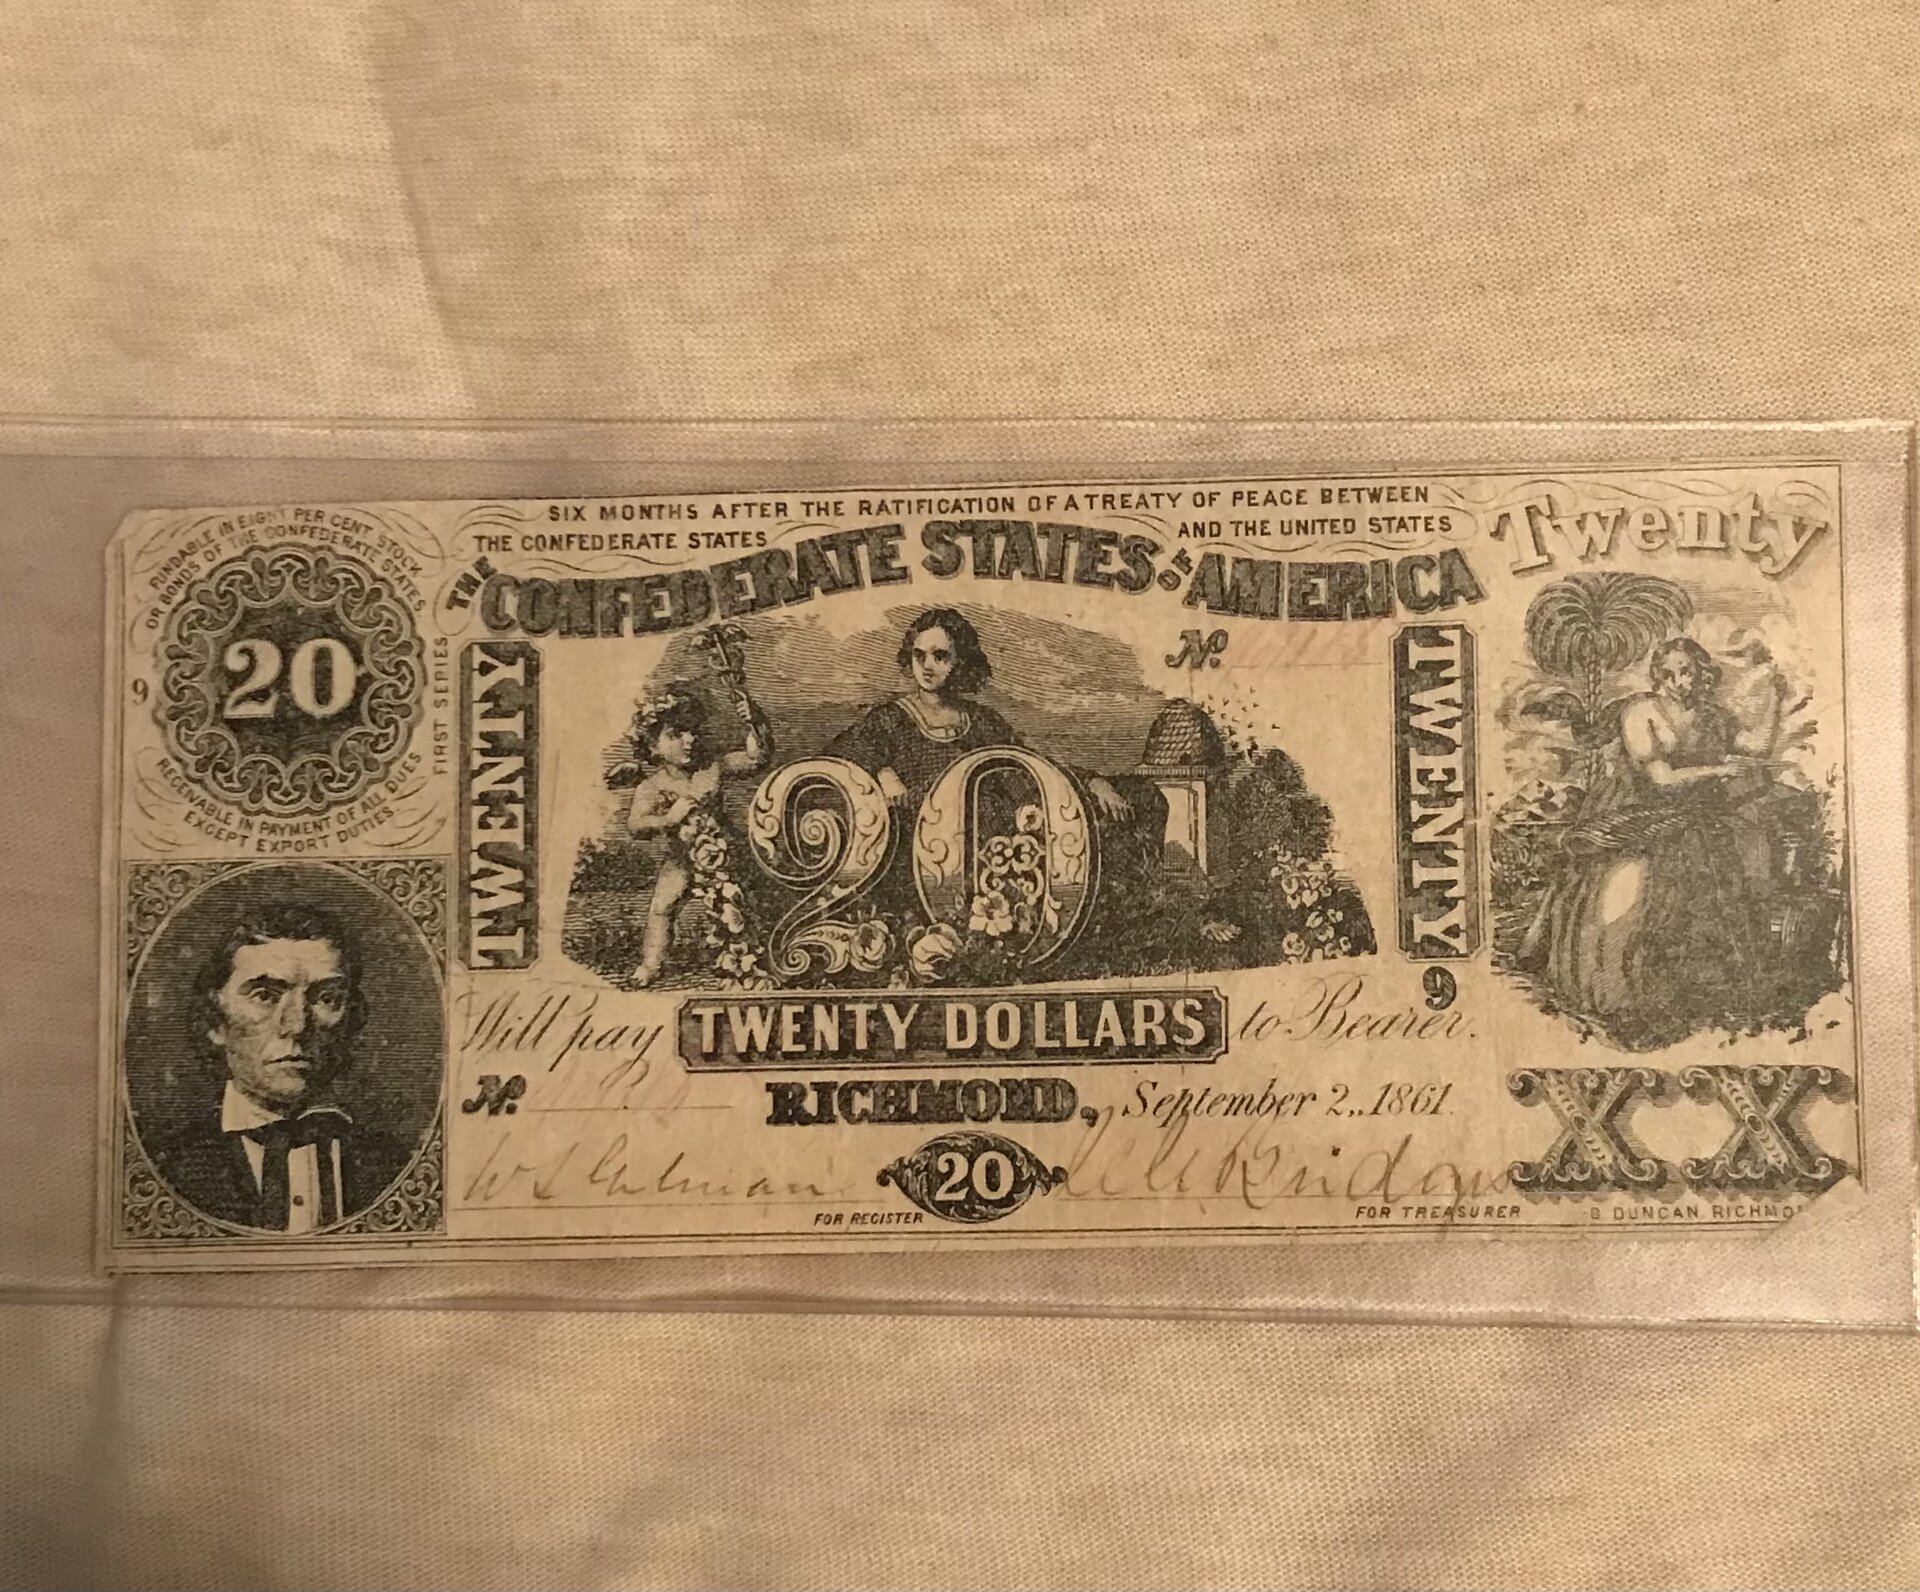 FUNDABLE IN EIGHT PER CENT STOCK
OR BONDS OF THE CONFEDERATE STATES
20
9
RECEIVABLE IN PAYMENT OF ALL DUES
EXCEPT EXPORT DUTIES.
FIRST SERIES
SIX MONTHS AFTER THE RATIFICATION OF A TREATY OF PEACE BETWEEN
THE CONFEDERATE STATES AND THE UNITED STATES
THE CONFEDERATE STATES OF AMERICA
Twenty
No.
TWENTY
20
33
TWENTY
9
Will pay TWENTY DOLLARS to Bearer.
No. RICHMOND, September 2, 1861.
XX
20
FOR REGISTER
FOR TREASURER
B DUNCAN. RICHMO